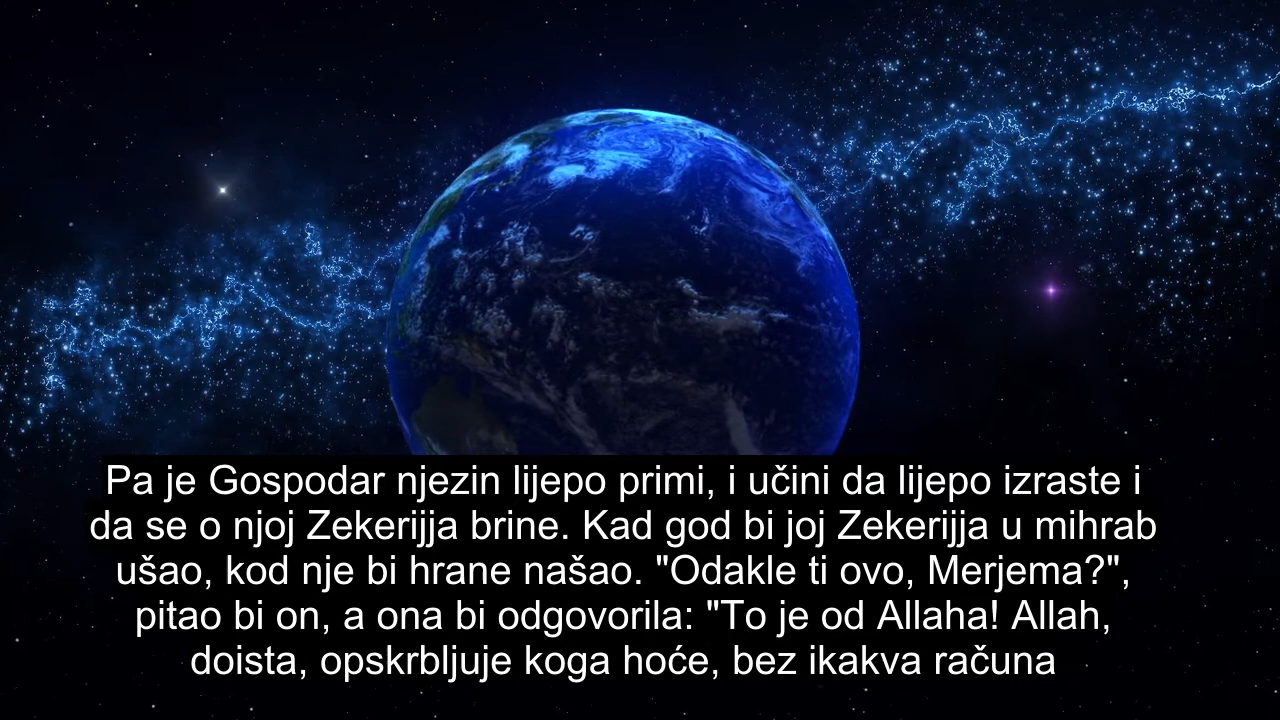 Pa je Gospodar njezin lijepo primi, i učini da lijepo izraste i
da se o njoj Zekerijja brine. Kad god bi joj Zekerijja u mihrab
ušao, kod nje bi hrane našao. "Odakle ti ovo, Merjema?",
pitao bi on, a ona bi odgovorila: "To je od Allaha! Allah,
doista, opskrbljuje koga hoće, bez ikakva računa